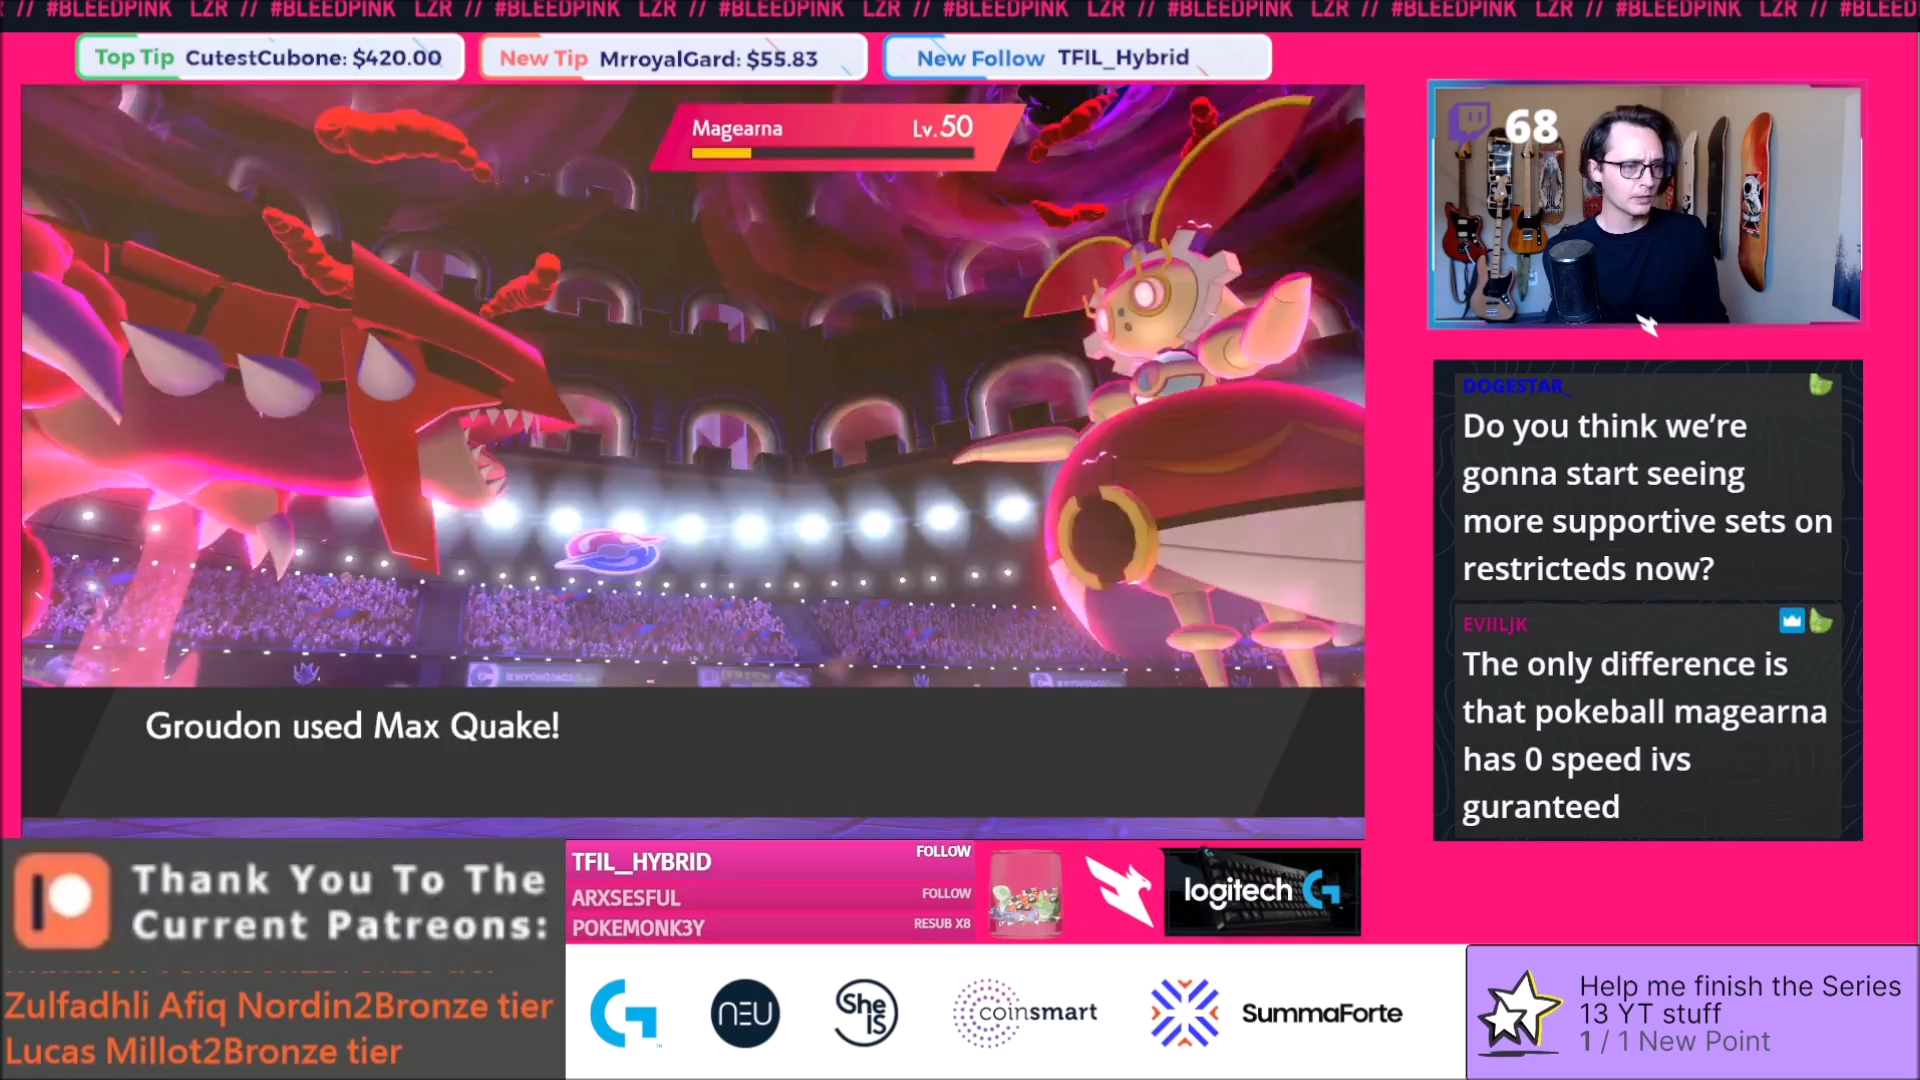 // #BLEEDPINK LZR // #BLEEDPINK LZR // #BLEEDPINK LZR // #BLEEDPINK LZR // #BLEEDPINK LZR // #BLEEDPINK LZR // #BLEEDPINK LZR // #BLEEDPINK LZR // #BLEED
Top Tip CutestCubone: $420.00
New Tip MrroyalGard: $55.83
New Follow TFIL_Hybrid
Magearna Lv. 50
68
DOGESTAR_
Do you think we’re
gonna start seeing
more supportive sets on
restricteds now?
EVIILJK
The only difference is
that pokeball magearna
has 0 speed ivs
guranteed
Groudon used Max Quake!
Thank You To The
Current Patreons:
Zulfadhli Afiq Nordin2Bronze tier
Lucas Millot2Bronze tier
TFIL_HYBRID FOLLOW
ARXSESFUL FOLLOW
POKEMONK3Y RESUB X8
logitech G
G
NEU
She
IS
coinsmart
SummaForte
Help me finish the Series
13 YT stuff
1 / 1 New Point